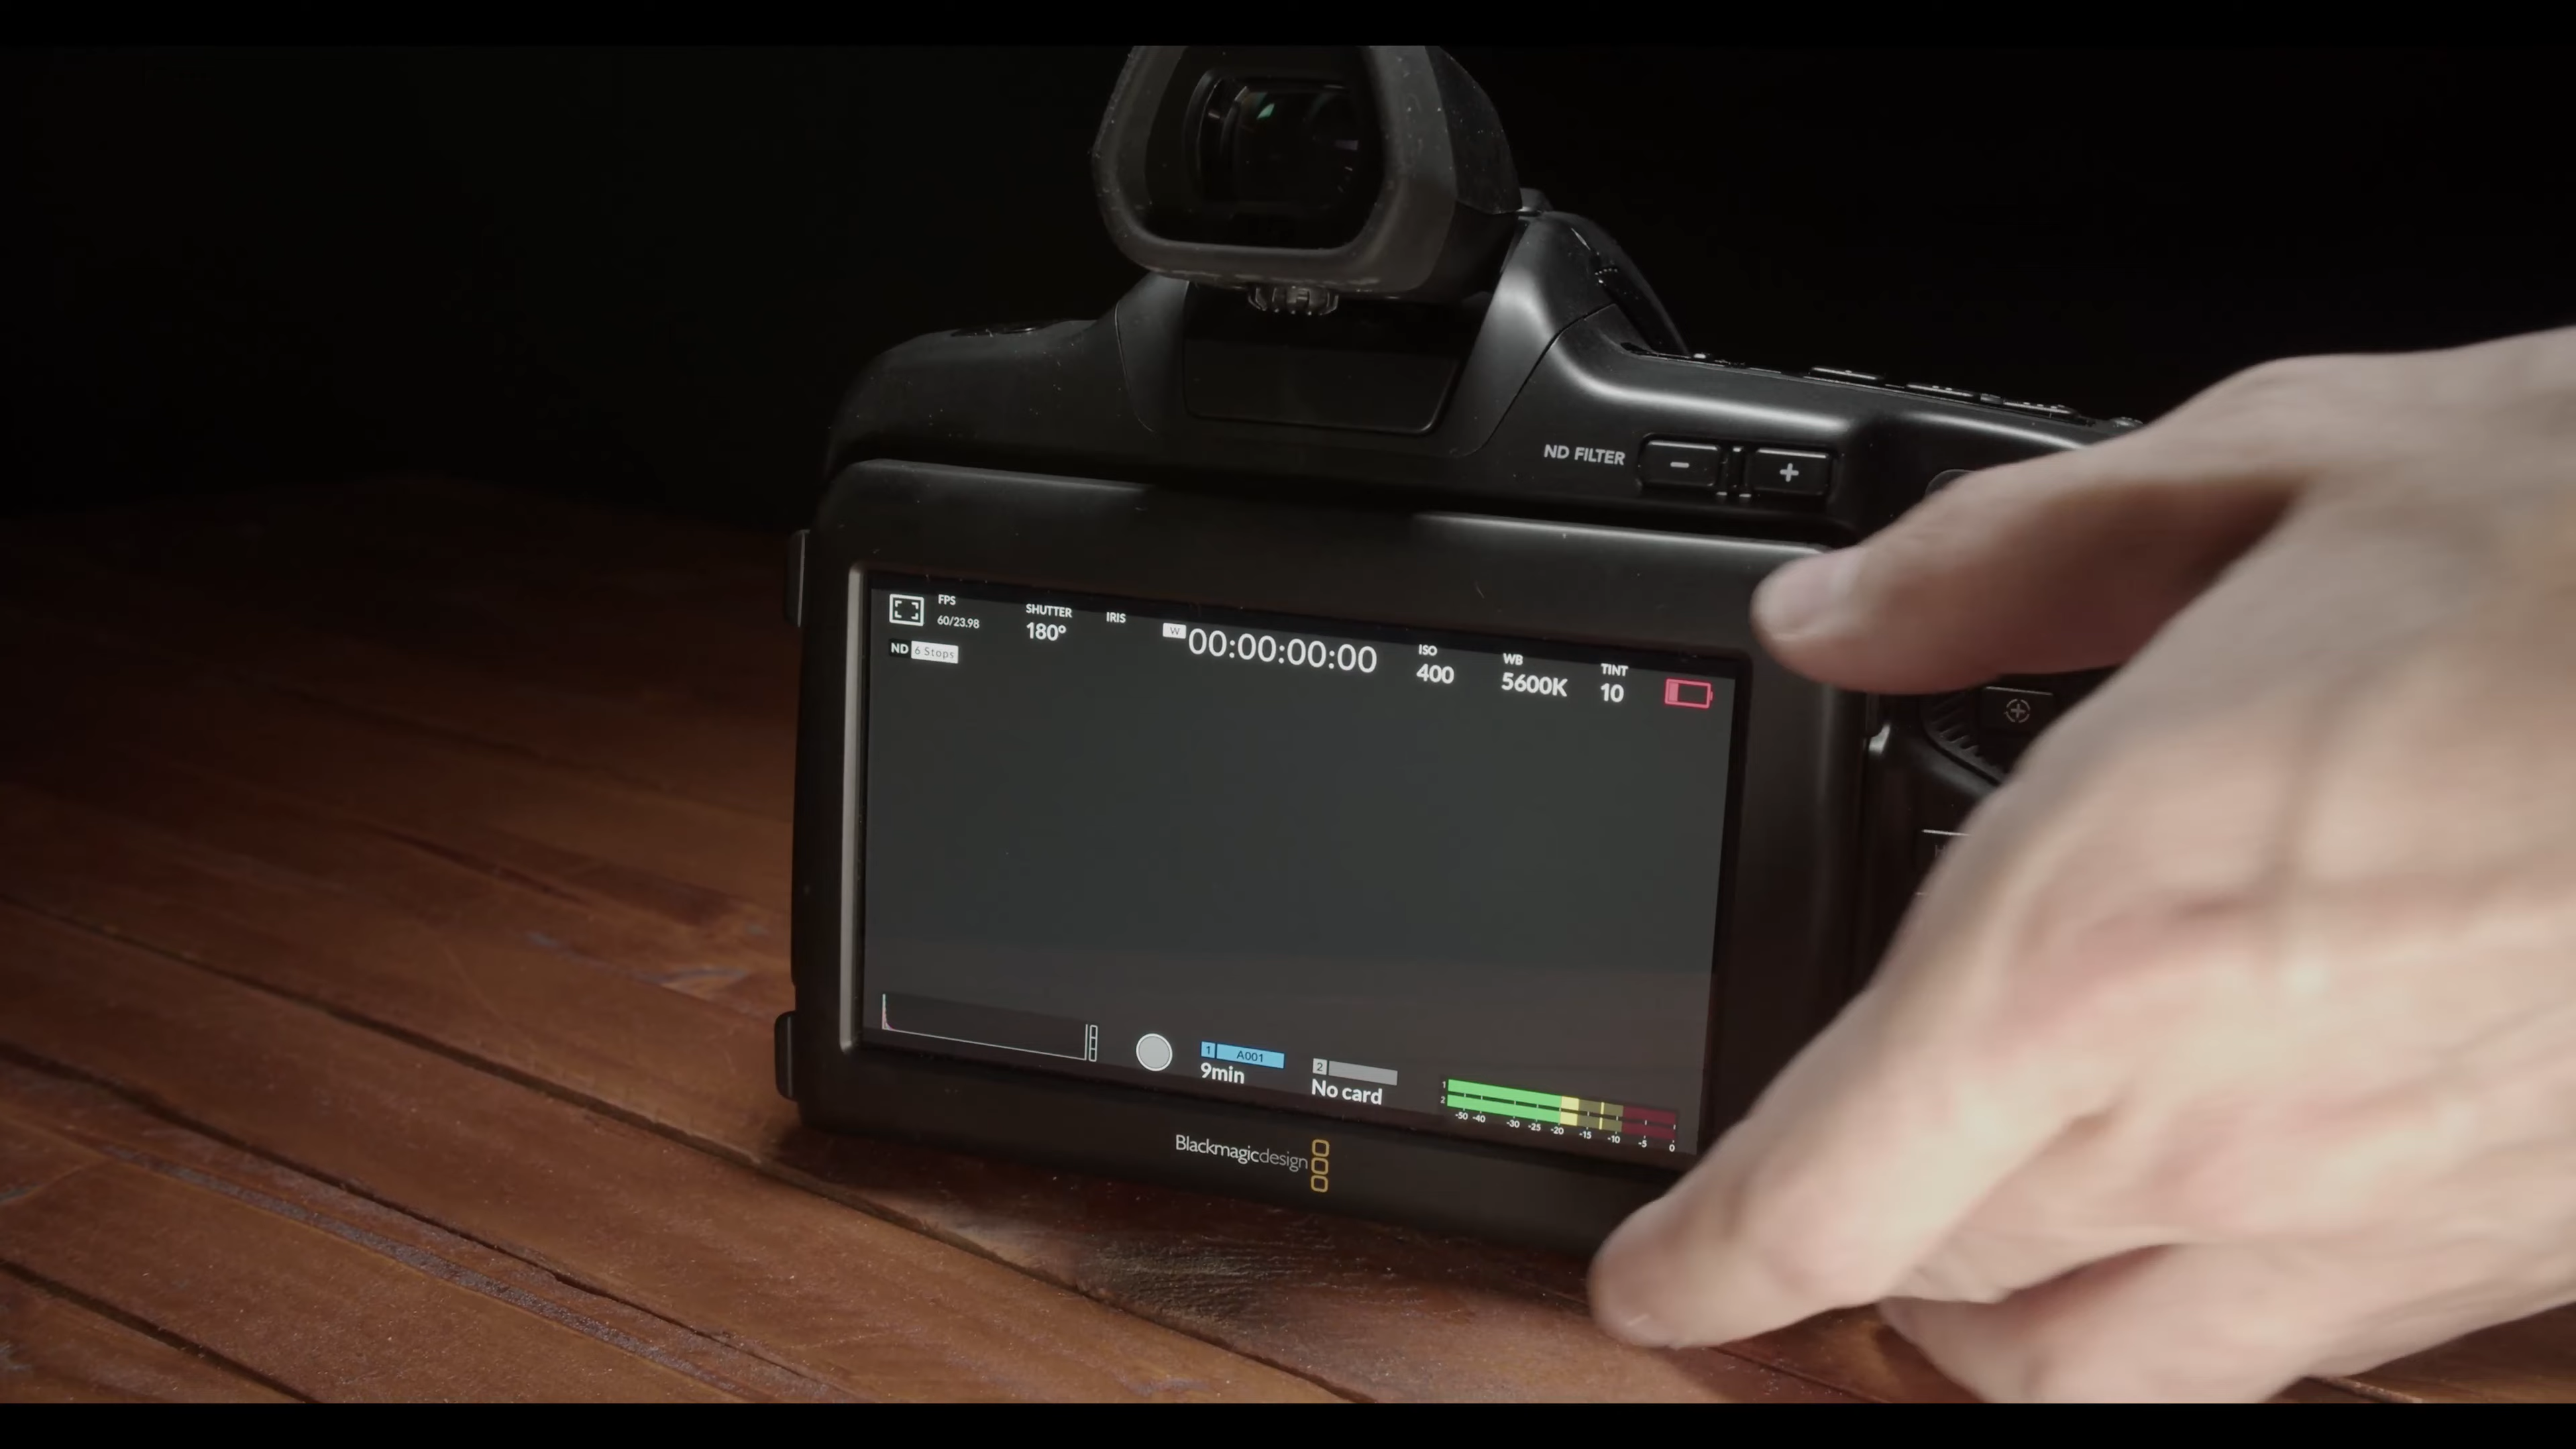 ND FILTER - +
FPS
60/23.98
SHUTTER
180°
IRIS
W 00:00:00:00
ISO
400
WB
5600K
TINT
10
ND 6 Stops
1 A001
9min
2
No card
1
2
-50 -40 -30 -25 -20 -15 -10 -5 0
Blackmagicdesign